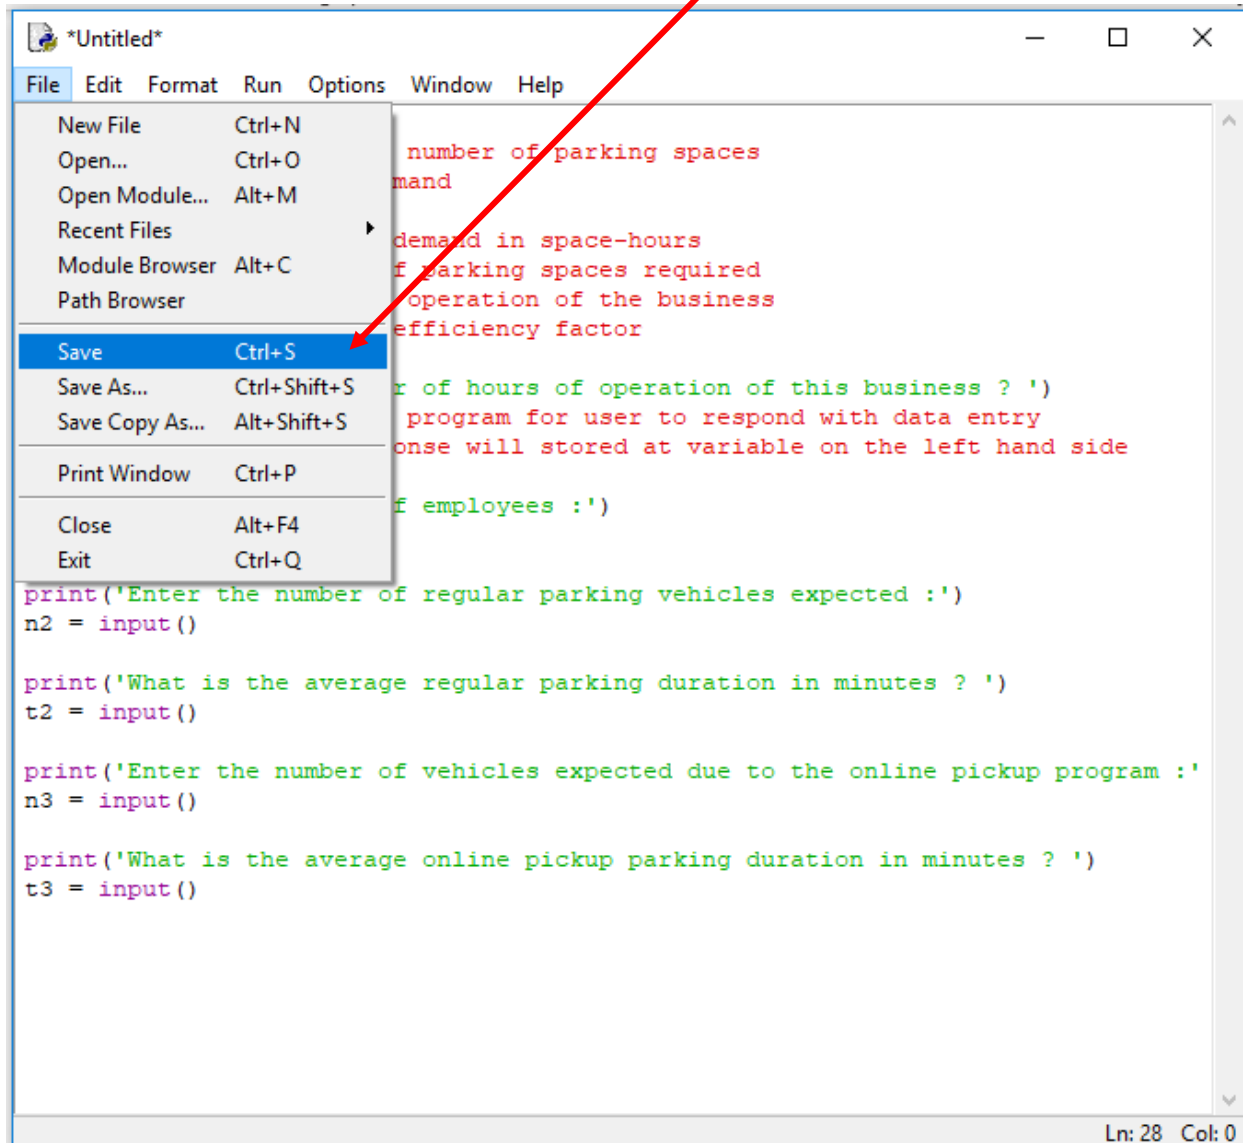 *Untitled*
File Edit Format Run Options Window Help
New File Ctrl+N
Open... Ctrl+O
Open Module... Alt+M
Recent Files
Module Browser Alt+C
Path Browser
Save Ctrl+S
Save As... Ctrl+Shift+S
Save Copy As... Alt+Shift+S
Print Window Ctrl+P
Close Alt+F4
Exit Ctrl+Q
number of parking spaces
mand
demand in space-hours
f parking spaces required
operation of the business
efficiency factor
r of hours of operation of this business ? ')
program for user to respond with data entry
onse will stored at variable on the left hand side
f employees :')
print('Enter the number of regular parking vehicles expected :')
n2 = input()
print('What is the average regular parking duration in minutes ? ')
t2 = input()
print('Enter the number of vehicles expected due to the online pickup program :'
n3 = input()
print('What is the average online pickup parking duration in minutes ? ')
t3 = input()
Ln: 28 Col: 0